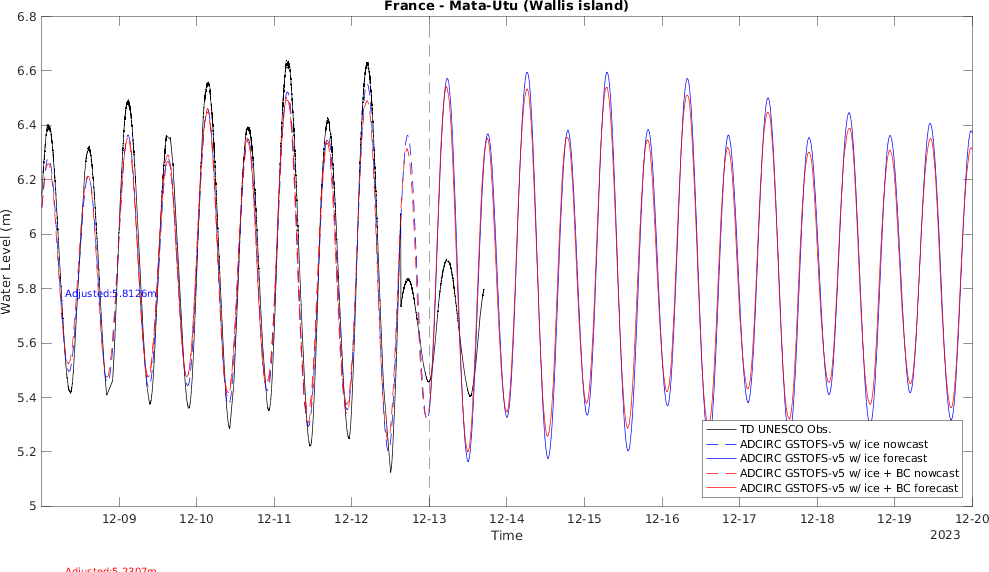 France - Mata-Utu (Wallis island)
6.8
6.6
6.4
6.2
6
5.8
5.6
5.4
5.2
5
Water Level (m)
Adjusted:5.8126m
TD UNESCO Obs.
ADCIRC GSTOFS-v5 w/ ice nowcast
ADCIRC GSTOFS-v5 w/ ice forecast
ADCIRC GSTOFS-v5 w/ ice + BC nowcast
ADCIRC GSTOFS-v5 w/ ice + BC forecast
12-09 12-10 12-11 12-12 12-13 12-14 12-15 12-16 12-17 12-18 12-19 12-20
Time
2023
Adjusted:5.2307m